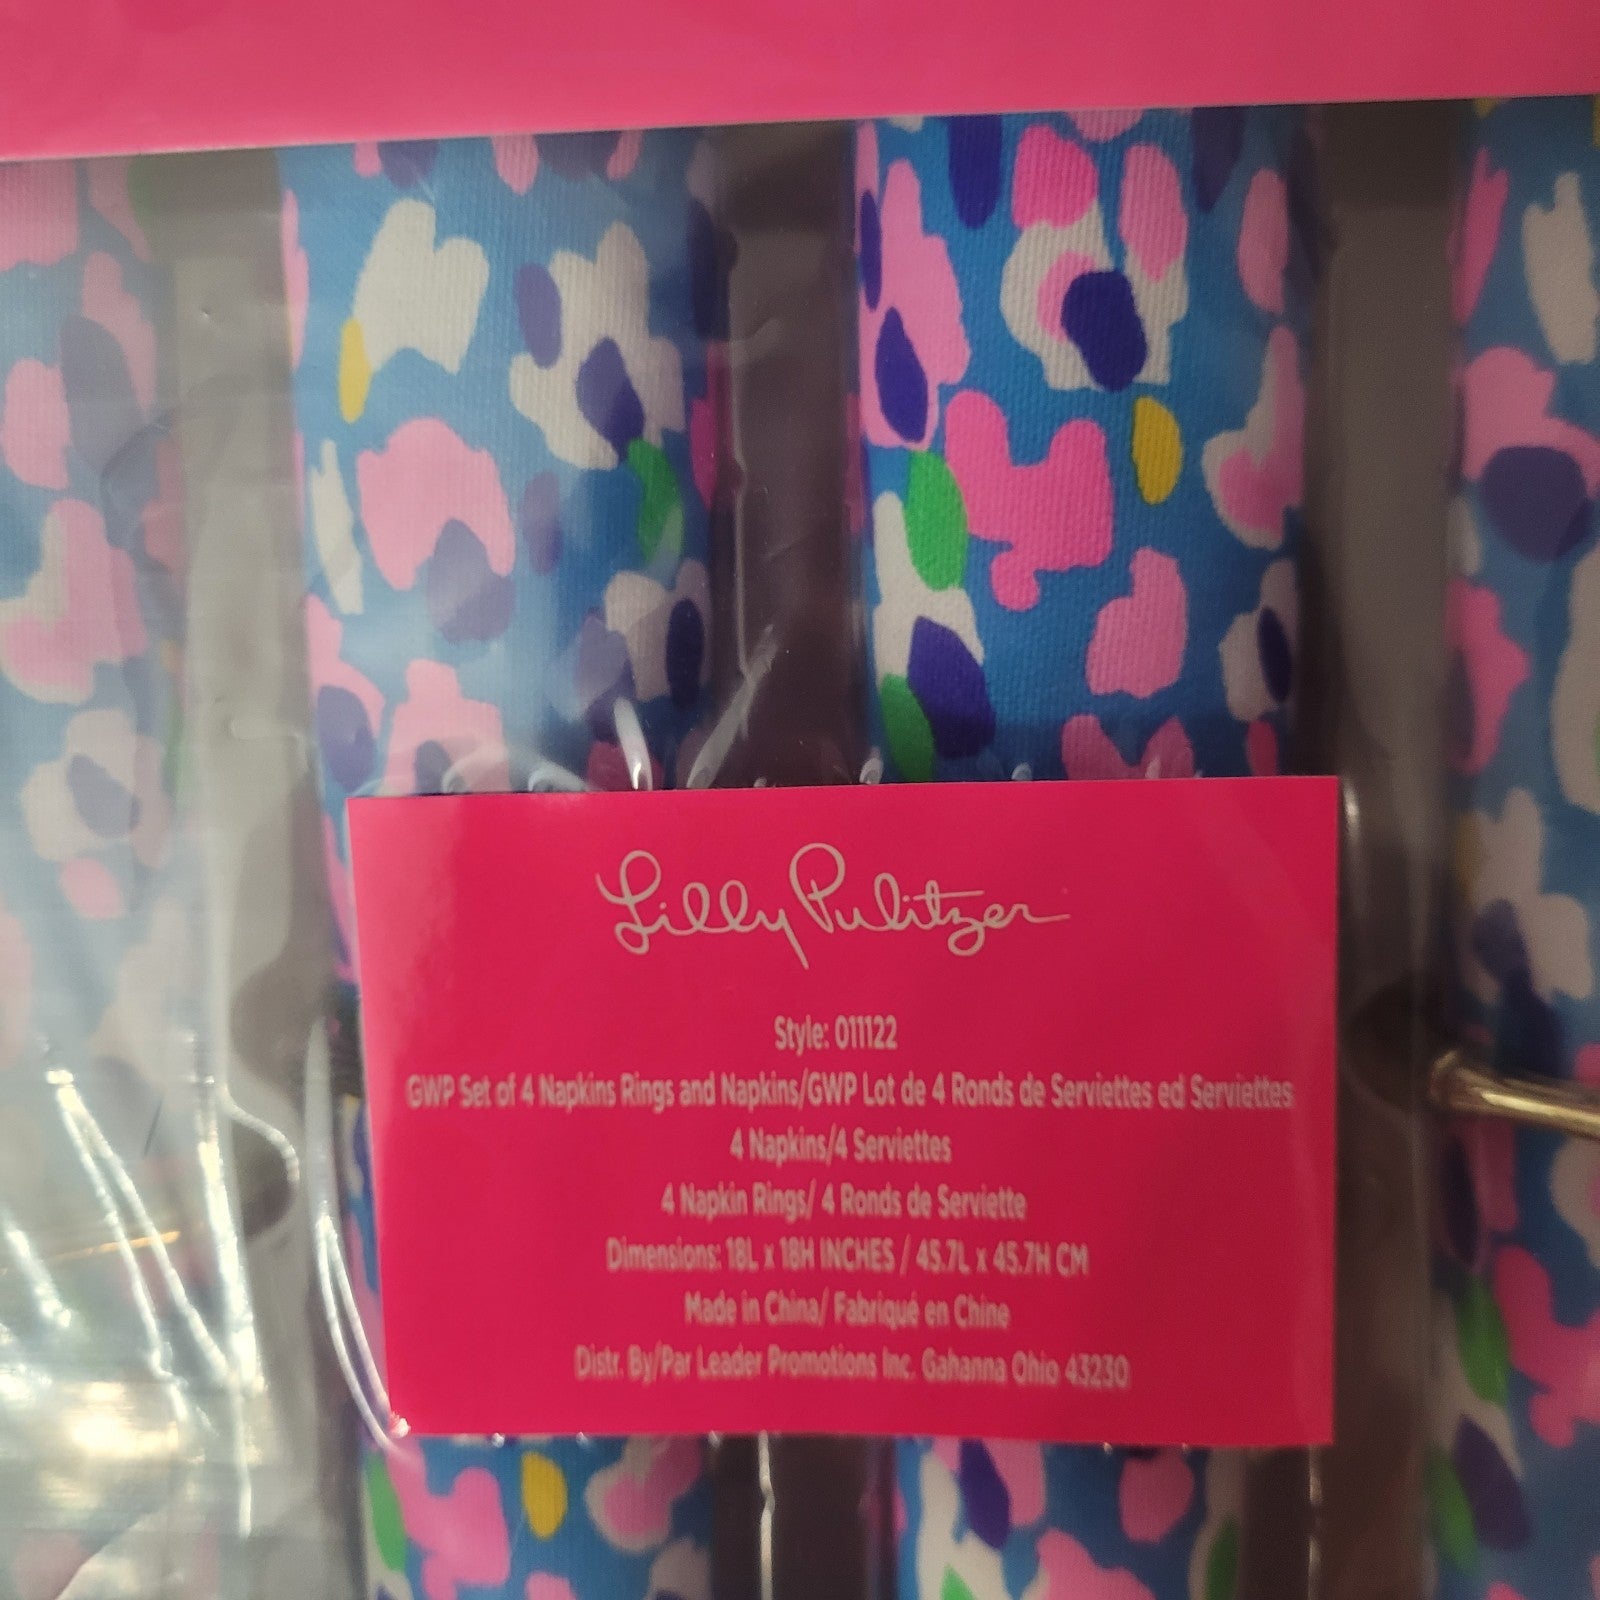 Lilly Pulitzer
Style: 011122
GWP Set of 4 Napkins Rings and Napkins/GWP Lot de 4 Ronds de Serviettes ed Serviettes
4 Napkins/4 Serviettes
4 Napkin Rings/ 4 Ronds de Serviette
Dimensions: 18L x 18H INCHES / 45.7L x 45.7H CM
Made in China/ Fabriqué en Chine
Distr. By/Par Leader Promotions Inc. Gahanna Ohio 43230